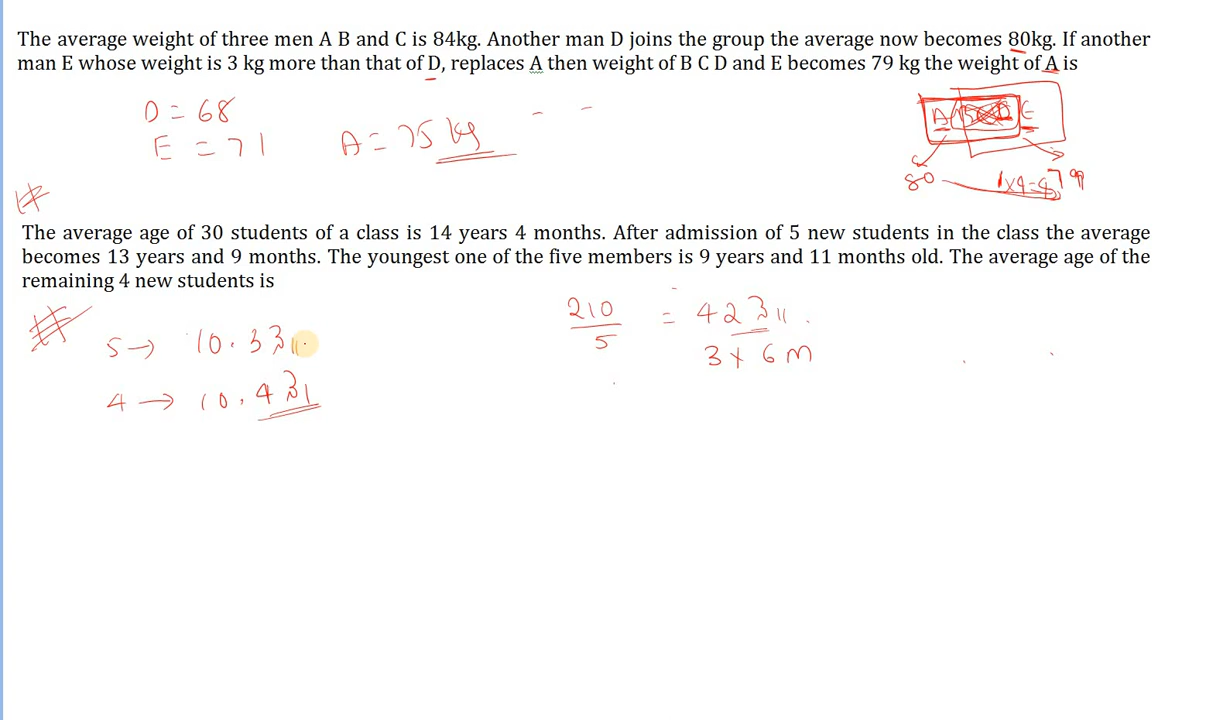 The average weight of three men A B and C is 84kg. Another man D joins the group the average now becomes 80kg. If another
man E whose weight is 3 kg more than that of D, replaces A then weight of B C D and E becomes 79 kg the weight of A is
D = 68
E = 71
A = 75 kg
A B C D E
80
1x4=4
79
The average age of 30 students of a class is 14 years 4 months. After admission of 5 new students in the class the average
becomes 13 years and 9 months. The youngest one of the five members is 9 years and 11 months old. The average age of the
remaining 4 new students is
210
5
= 42
3 y 6 m
5 → 10.3
4 → 10.4